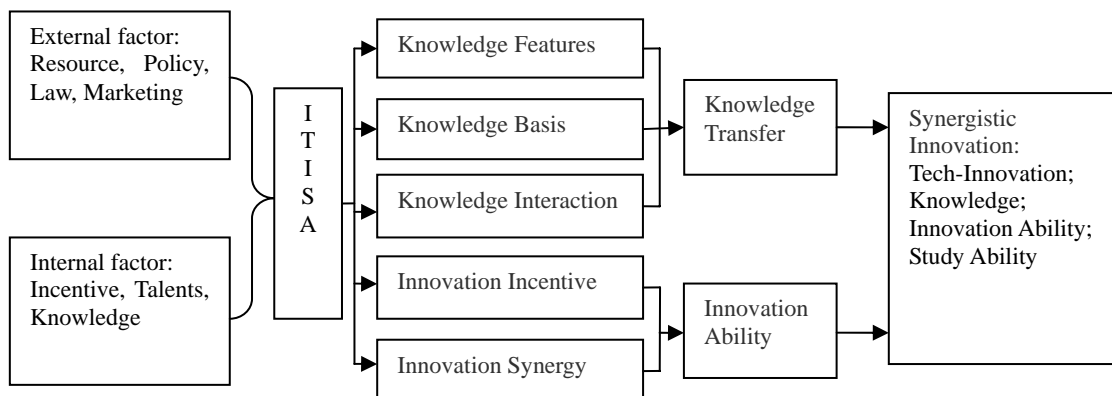 External factor:
Resource, Policy,
Law, Marketing
Internal factor:
Incentive, Talents,
Knowledge
I
T
I
S
A
Knowledge Features
Knowledge Basis
Knowledge Interaction
Innovation Incentive
Innovation Synergy
Knowledge
Transfer
Innovation
Ability
Synergistic
Innovation:
Tech-Innovation;
Knowledge;
Innovation Ability;
Study Ability